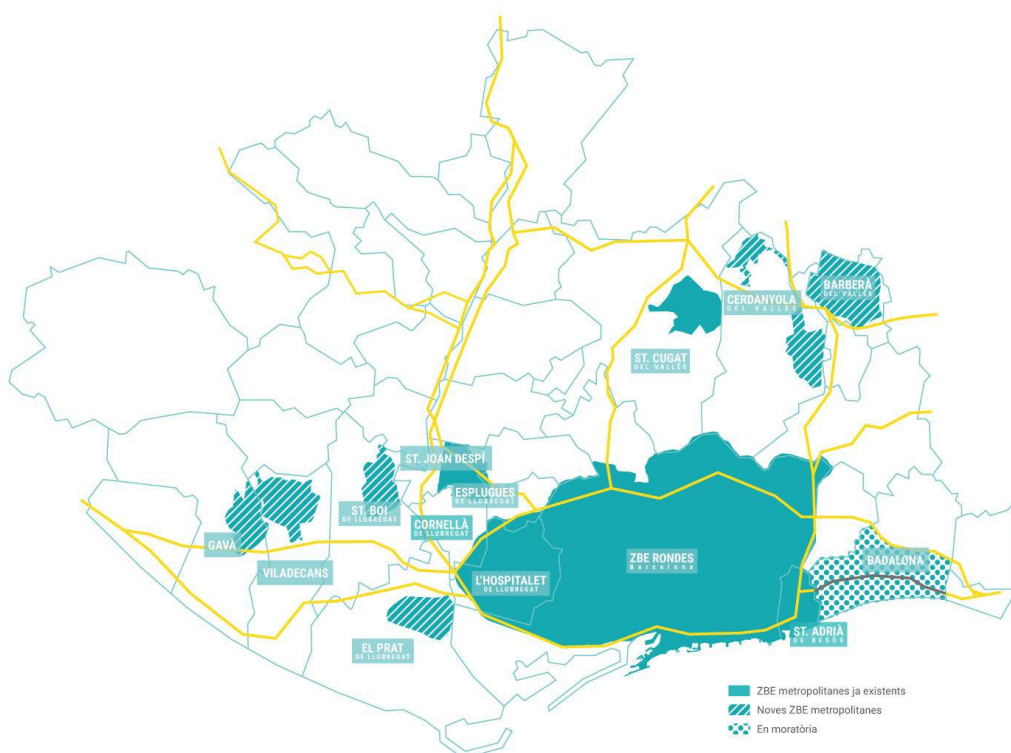 CERDANYOLA
DEL VALLÈS
BARBERÀ
DEL VALLÈS
ST. CUGAT
DEL VALLÈS
ST. JOAN DESPÍ
ESPLUGUES
DE LLOBREGAT
ST. BOI
DE LLOBREGAT
CORNELLÀ
DE LLOBREGAT
GAVÀ
VILADECANS
L'HOSPITALET
DE LLOBREGAT
ZBE RONDES
Barcelona
BADALONA
EL PRAT
DE LLOBREGAT
ST. ADRIÀ
DE BESÒS
ZBE metropolitanes ja existents
Noves ZBE metropolitanes
En moratòria